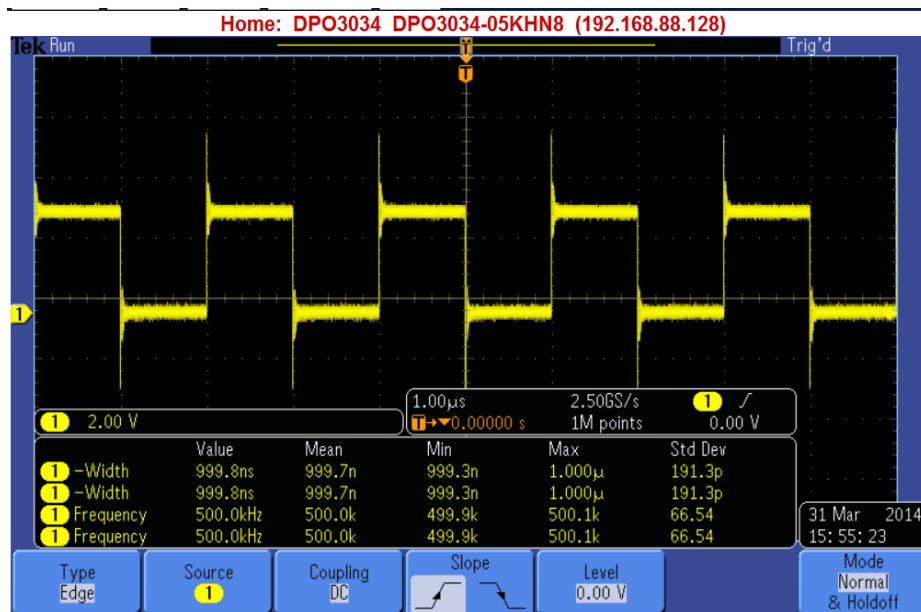 Home: DPO3034 DPO3034-05KHN8 (192.168.88.128)
Tek Run Trig'd
T
T
1
1 2.00 V
1.00µs 2.50GS/s 1
T→▼0.00000 s 1M points 0.00 V
Value Mean Min Max Std Dev
1 -Width 999.8ns 999.7n 999.3n 1.000µ 191.3p
1 -Width 999.8ns 999.7n 999.3n 1.000µ 191.3p
1 Frequency 500.0kHz 500.0k 499.9k 500.1k 66.54
1 Frequency 500.0kHz 500.0k 499.9k 500.1k 66.54
31 Mar 2014
15:55:23
Type
Edge
Source
1
Coupling
DC
Slope
Level
0.00 V
Mode
Normal
& Holdoff